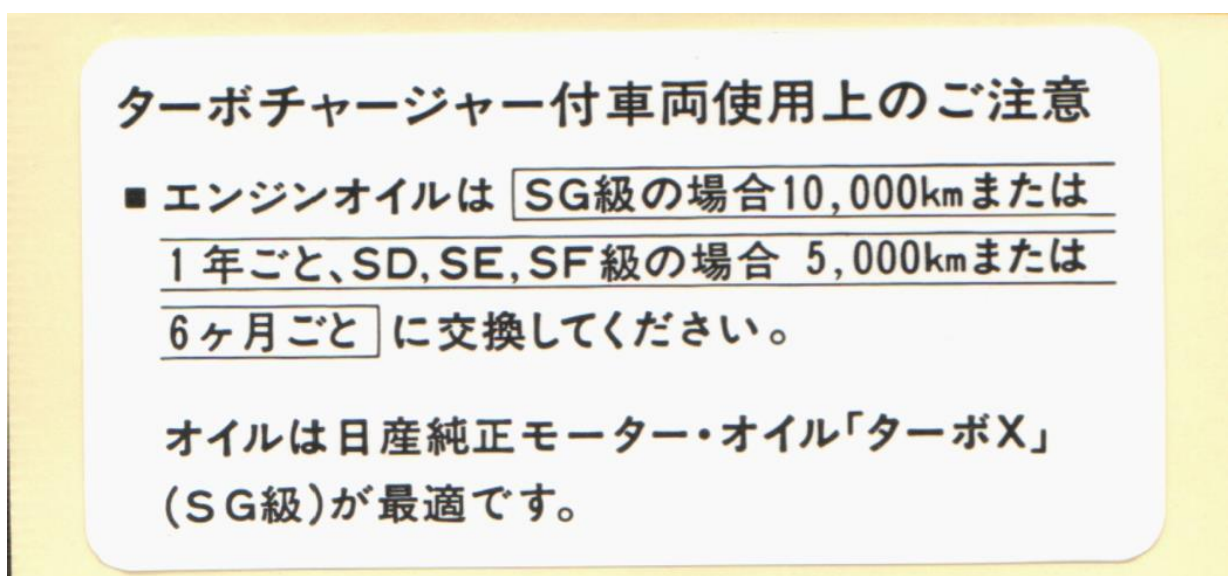 ターボチャージャー付車両使用上のご注意
■ エンジンオイルは SG級の場合10,000kmまたは
1年ごと、SD,SE,SF級の場合 5,000kmまたは
6ヶ月ごと に交換してください。
オイルは日産純正モーター・オイル「ターボX」
(SG級)が最適です。